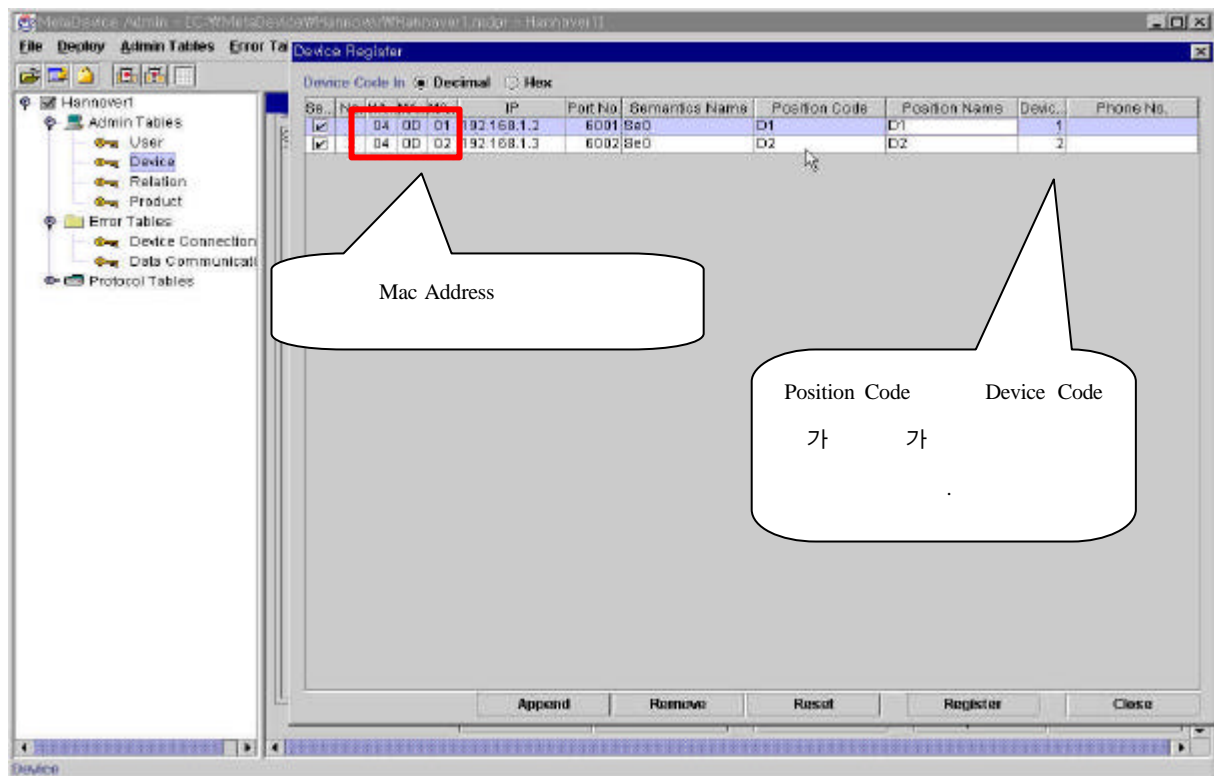 MetaDevice Admin - [C:₩MetaDevice₩Hannover₩Hannover1.mdgr - Hannover1]
File Deploy Admin Tables Error Ta
Device Register
Device Code In Decimal Hex
Se.. No IP Port No. Semantics Name Position Code Position Name Devic... Phone No.
04 0D 01 192.168.1.2 6001 Se0 D1 D1 1
04 0D 02 192.168.1.3 6002 Se0 D2 D2 2
Hannover1
Admin Tables
User
Device
Relation
Product
Error Tables
Device Connection
Data Communicati
Protocol Tables
Mac Address
Position Code Device Code
가 가
.
Append Remove Reset Register Close
Device